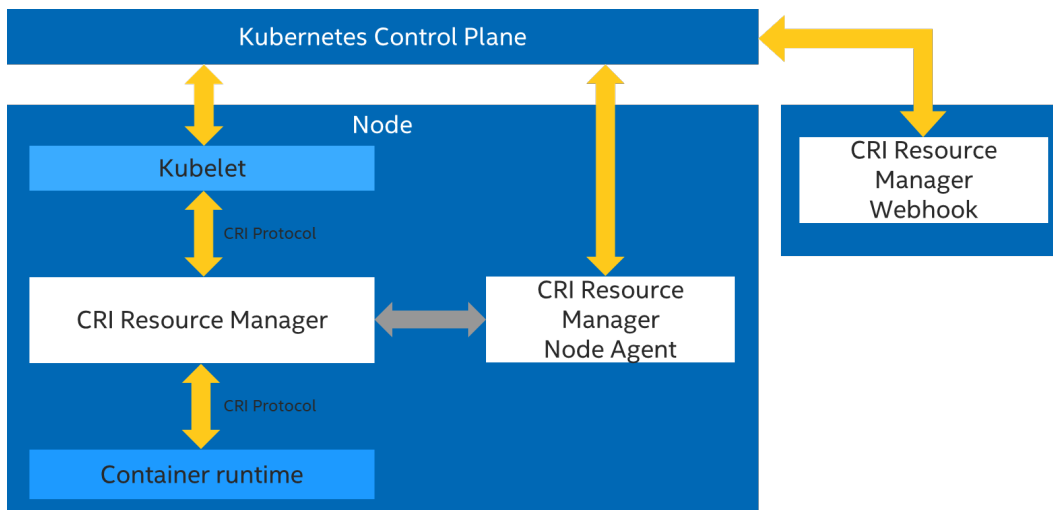 Kubernetes Control Plane
Node
Kubelet
CRI Protocol
CRI Resource Manager
CRI Protocol
Container runtime
CRI Resource
Manager
Node Agent
CRI Resource
Manager
Webhook